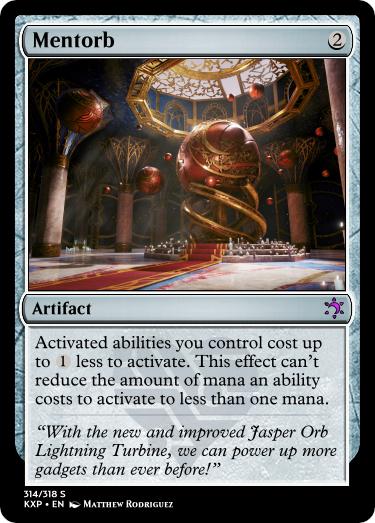 Mentorb 2
Artifact
Activated abilities you control cost up
to 1 less to activate. This effect can't
reduce the amount of mana an ability
costs to activate to less than one mana.
“With the new and improved Jasper Orb
Lightning Turbine, we can power up more
gadgets than ever before!”
314/318 S
KXP • EN Matthew Rodriguez